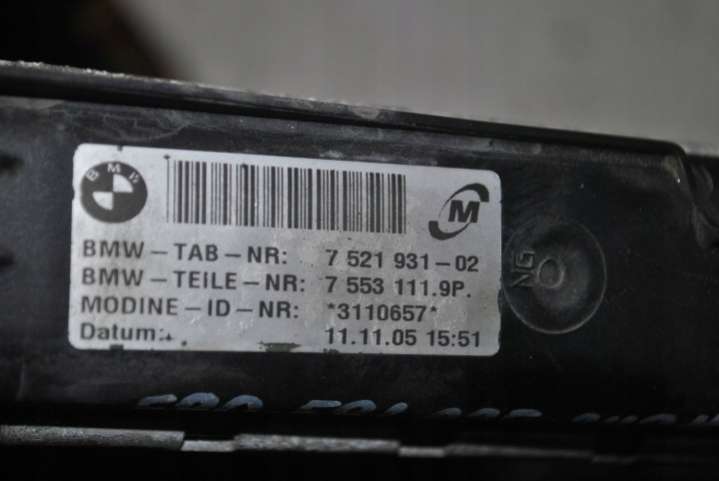 BMW
M
BMW-TAB-NR: 7 521 931-02
BMW-TEILE-NR: 7 553 111.9P.
MODINE-ID-NR: *3110657*
Datum: 11.11.05 15:51
NG